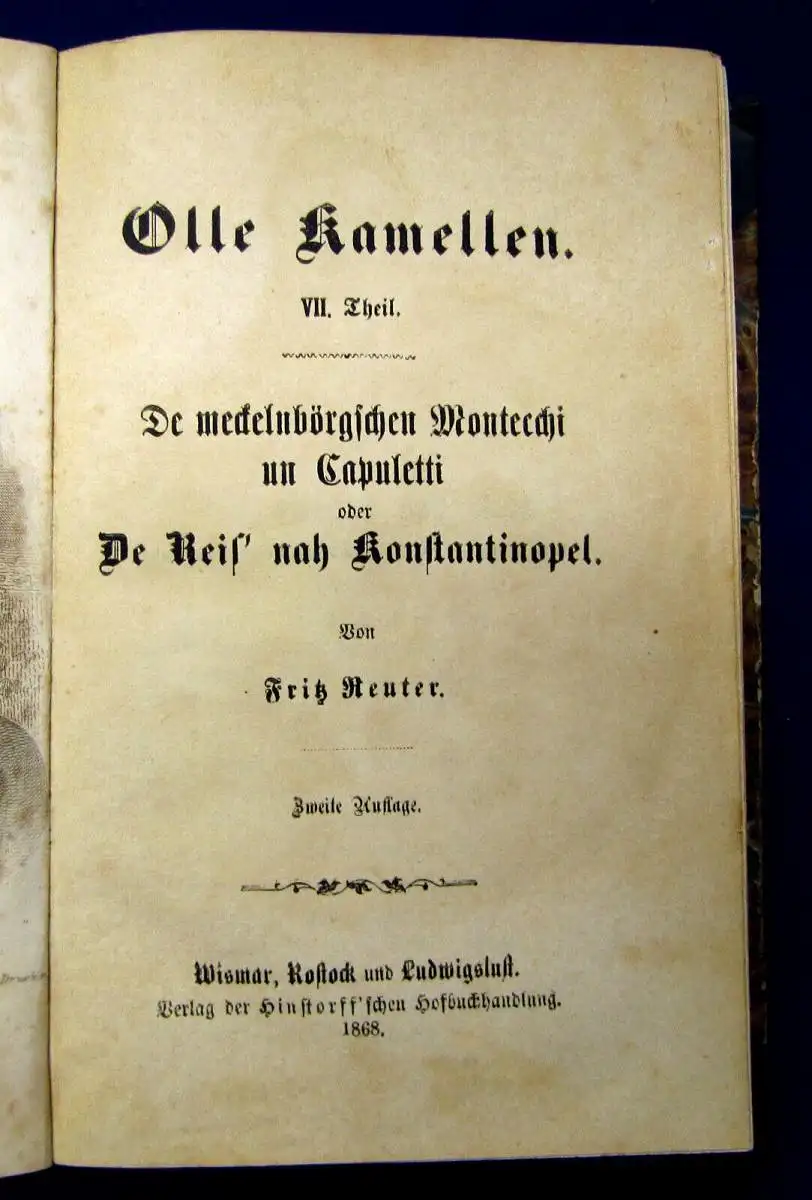 Olle Kamellen.
VII. Theil.
De meckelnbörgschen Montecchi
un Capuletti
oder
De Reis' nah Konstantinopel.
Von
Fritz Reuter.
Zweite Auflage.
Wismar, Rostock und Ludwigslust.
Verlag der Hinstorff'schen Hofbuchhandlung.
1868.